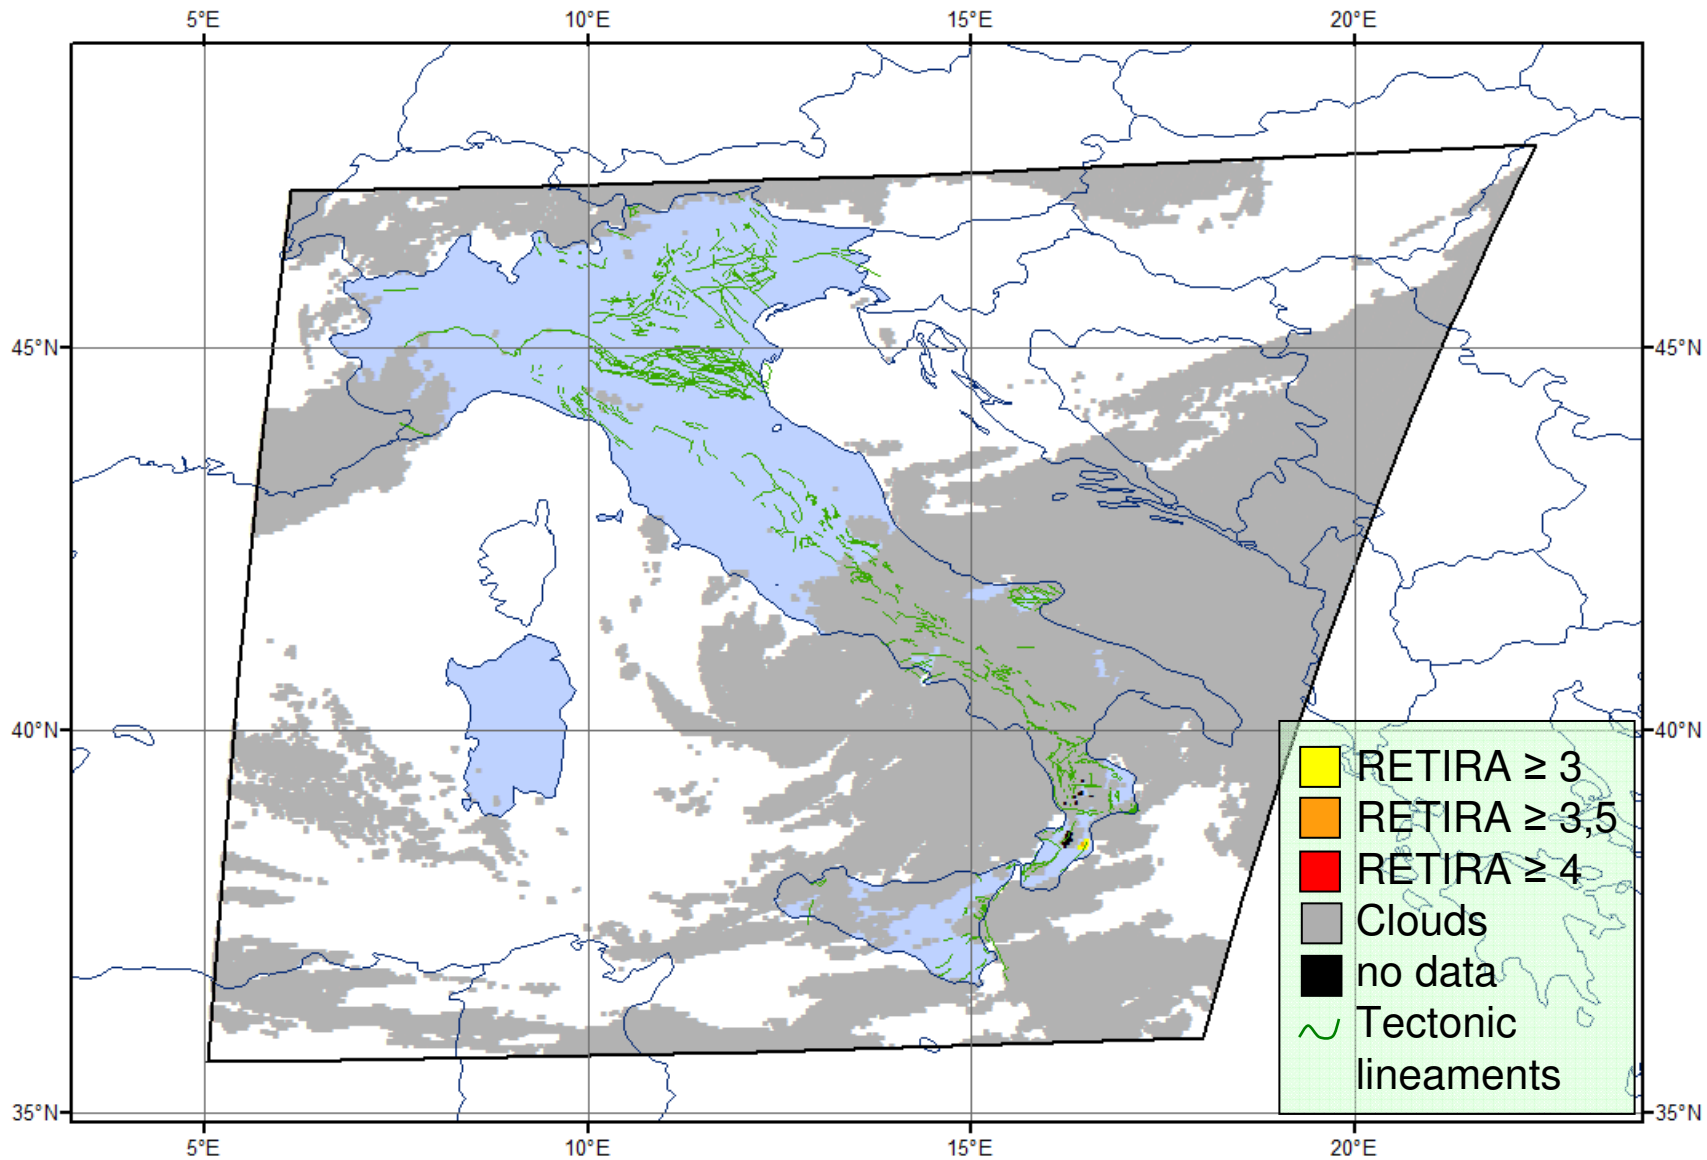 5°E 10°E 15°E 20°E
45°N 45°N
40°N 40°N
RETIRA ≥ 3
RETIRA ≥ 3,5
RETIRA ≥ 4
Clouds
no data
Tectonic
lineaments
35°N 35°N
5°E 10°E 15°E 20°E